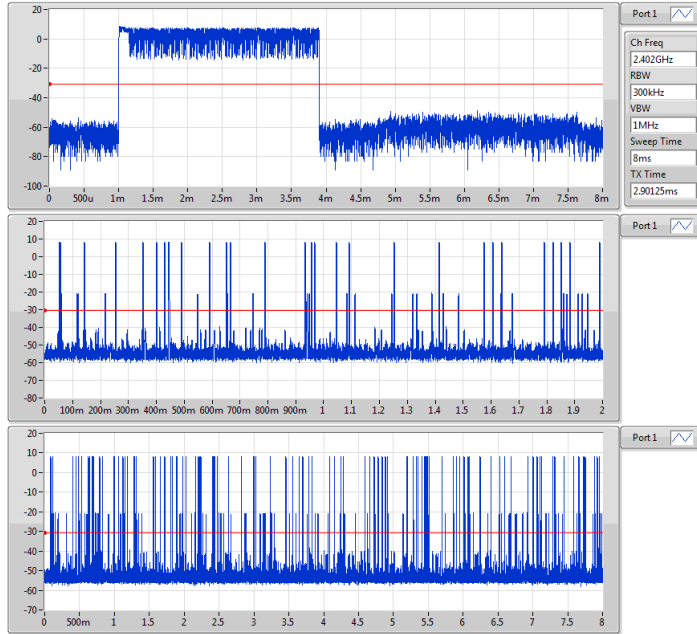 20
0
-20
-40
-60
-80
-100
0 500u 1m 1.5m 2m 2.5m 3m 3.5m 4m 4.5m 5m 5.5m 6m 6.5m 7m 7.5m 8m
Port 1
Ch Freq
2.402GHz
RBW
300kHz
VBW
1MHz
Sweep Time
8ms
TX Time
2.90125ms
20
10
0
-10
-20
-30
-40
-50
-60
-70
-80
0 100m 200m 300m 400m 500m 600m 700m 800m 900m 1 1.1 1.2 1.3 1.4 1.5 1.6 1.7 1.8 1.9 2
Port 1
20
10
0
-10
-20
-30
-40
-50
-60
-70
0 500m 1 1.5 2 2.5 3 3.5 4 4.5 5 5.5 6 6.5 7 7.5 8
Port 1